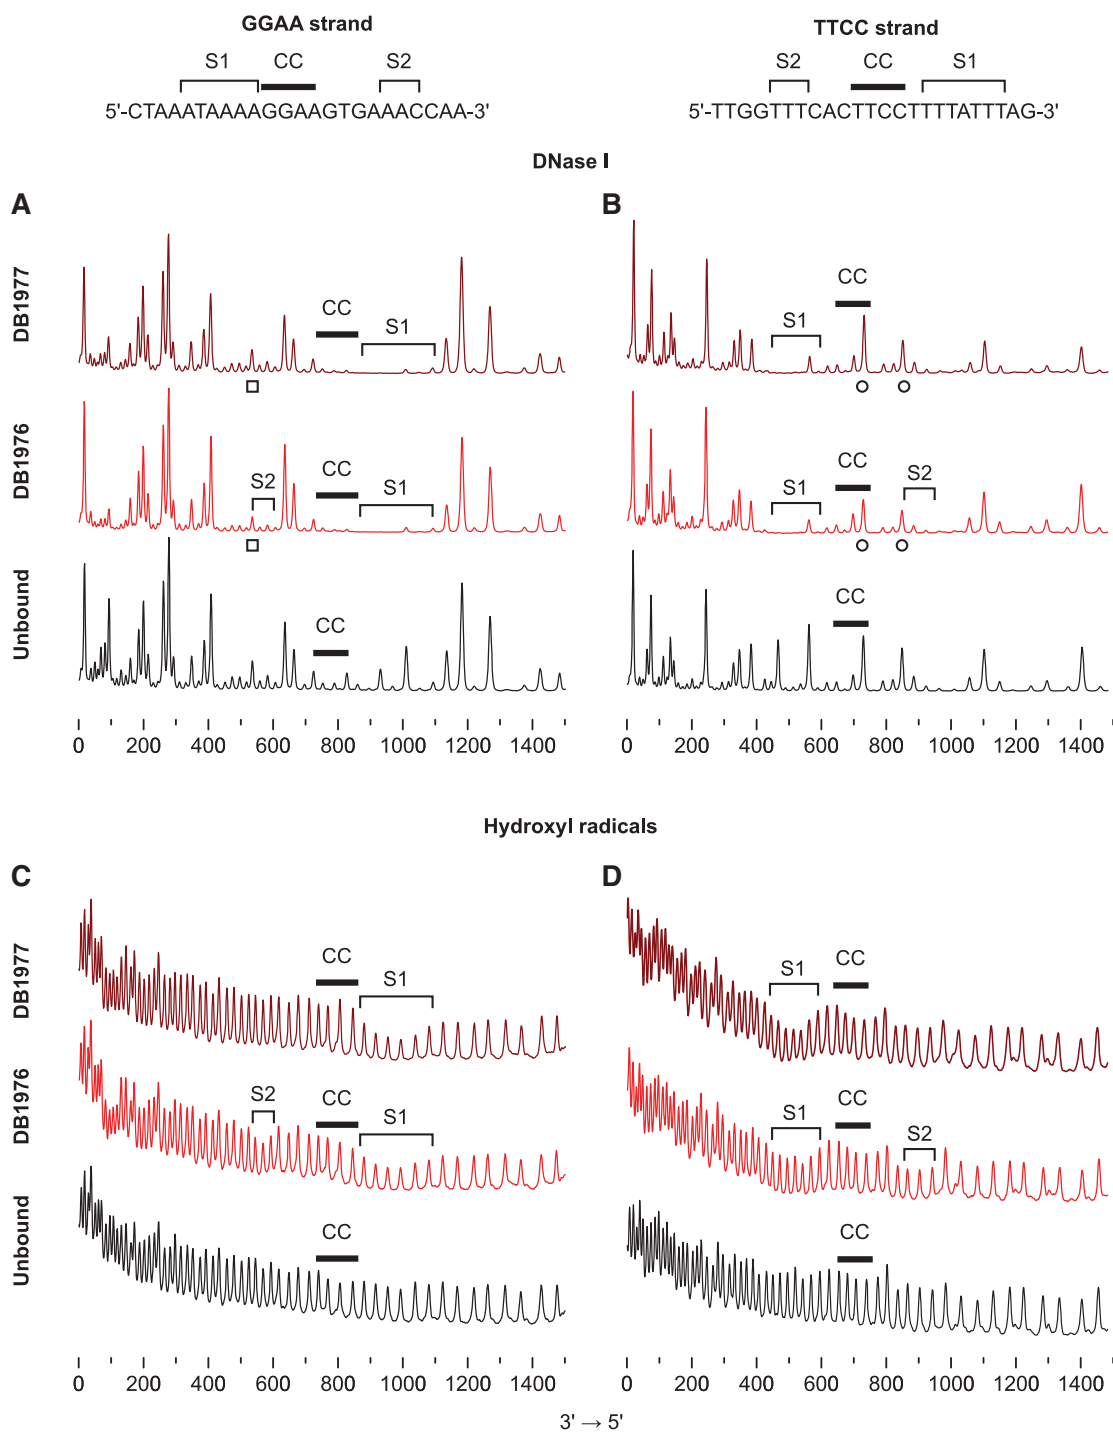 GGAA strand
S1 CC S2
5'-CTAAATAAAAGGAAGTGAAACCAA-3'
TTCC strand
S2 CC S1
5'-TTGGTTTCACTTCCTTTTATTTAG-3'
DNase I
A
DB1977
CC
S1
DB1976
S2
CC
S1
Unbound
CC
0 200 400 600 800 1000 1200 1400
B
CC
S1
CC
S1
S2
CC
0 200 400 600 800 1000 1200 1400
Hydroxyl radicals
C
DB1977
CC
S1
DB1976
S2
CC
S1
Unbound
CC
0 200 400 600 800 1000 1200 1400
D
CC
S1
CC
S1
S2
CC
0 200 400 600 800 1000 1200 1400
3' → 5'